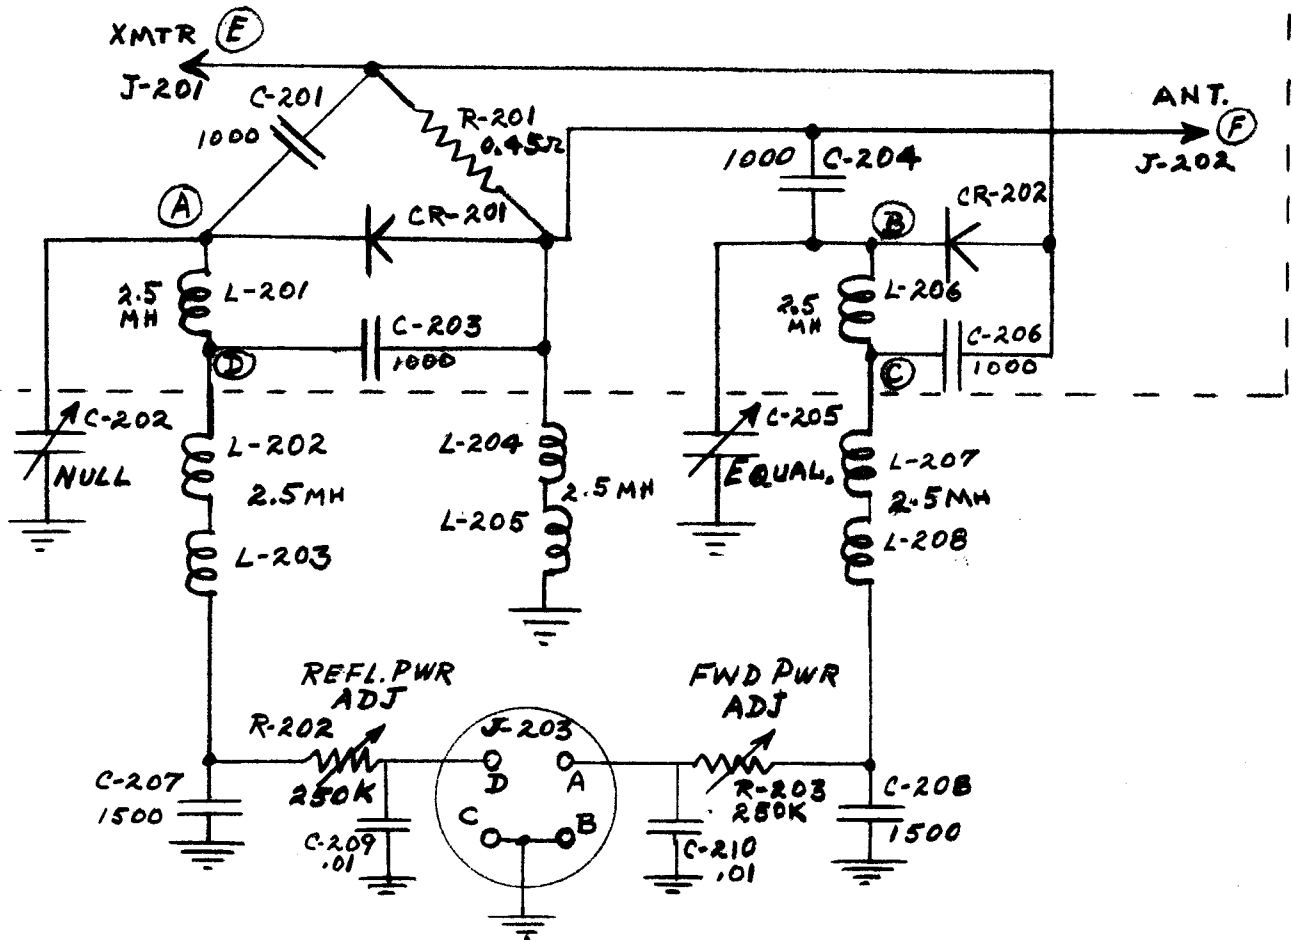 XMTR E
J-201
C-201
1000
R-201
0.45Ω
ANT.
F
J-202
1000 C-204
A
CR-201
CR-202
B
2.5
MH
L-201
C-203
1000
D
L-206
2.5
MH
C-206
1000
C
C-202
NULL
L-202
2.5MH
L-203
L-204
2.5MH
L-205
C-205
EQUAL.
L-207
2.5MH
L-208
REFL. PWR
ADJ
R-202
250K
FWD PWR
ADJ
J-203
D A
C B
R-203
250K
C-207
1500
C-209
.01
C-210
.01
C-208
1500